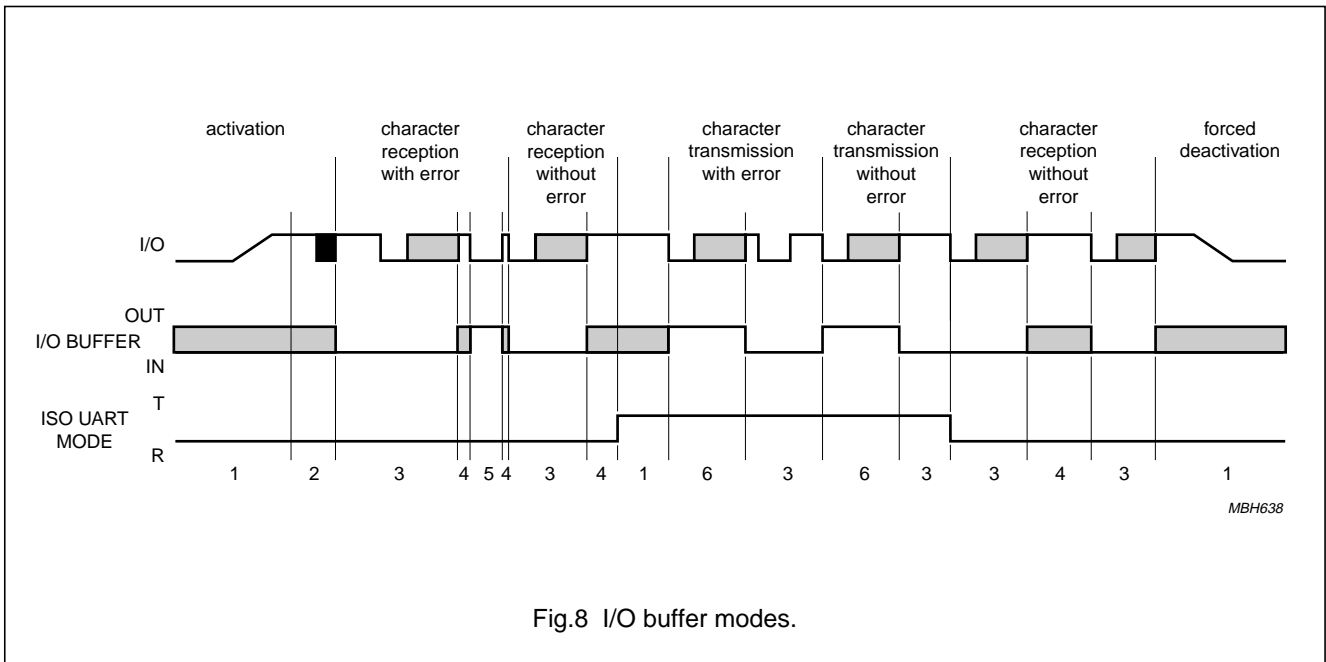 activation
character
reception
with error
character
reception
without
error
character
transmission
with error
character
transmission
without
error
character
reception
without
error
forced
deactivation
I/O
OUT
I/O BUFFER
IN
T
ISO UART
MODE
R
1 2 3 4 5 4 3 4 1 6 3 6 3 3 4 3 1
MBH638
Fig.8 I/O buffer modes.